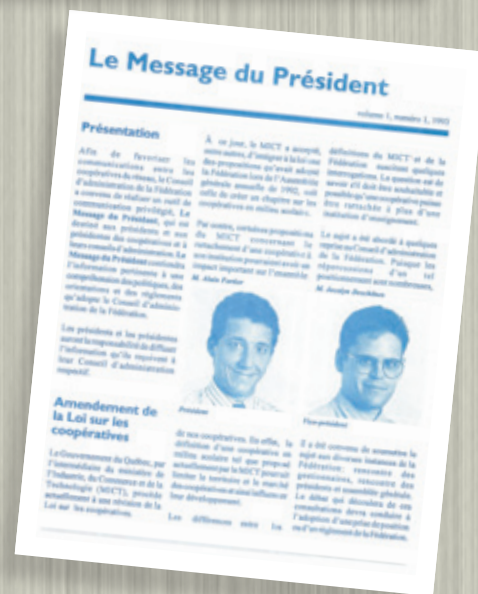 Le Message du Président
volume 1, numéro 1, 1993
Présentation
Afin de favoriser les
communications entre les
coopératives du réseau, le Conseil
d'administration de la Fédération
a convenu de réaliser un outil de
communication privilégié. Le
Message du Président, qui est
destiné aux présidents et aux
présidentes des coopératives et à
leurs conseils d'administration. Le
Message du Président contiendra
l'information pertinente à une
compréhension des politiques, des
orientations et des règlements
qu'adopte le Conseil d'adminis-
tration de la Fédération.
Les présidents et les présidentes
auront la responsabilité de diffuser
l'information qu'ils reçoivent à
leur Conseil d'administration
respectif.
Amendement de
la Loi sur les
coopératives
Le Gouvernement du Québec, par
l'intermédiaire du ministère de
l'Industrie, du Commerce et de la
Technologie (MICT), procède
actuellement à une révision de la
Loi sur les coopératives.
À ce jour, le MICT a accepté,
entre autres, d'intégrer à la loi une
des propositions qu'avait adopté
la Fédération lors de l'Assemblée
générale annuelle de 1992, soit
celle de créer un chapitre sur les
coopératives en milieu scolaire.
Par contre, certaines propositions
du MICT concernant le
rattachement d'une coopérative à
une institution pourraient avoir un
impact important sur l'ensemble
M. Alain Fortier
Président
de nos coopératives. En effet, la
définition d'une coopérative en
milieu scolaire tel que proposé
actuellement par le MICT pourrait
limiter le territoire et le marché
des coopératives et ainsi influencer
leur développement.
Les différences entre les
définitions du MICT et de la
Fédération suscitent quelques
interrogations. La question est de
savoir s'il doit être souhaitable et
possible qu'une coopérative puisse
être rattachée à plus d'une
institution d'enseignement.
Le sujet a été abordé à quelques
reprises au Conseil d'administration
de la Fédération. Puisque les
répercussions d'un tel
positionnement sont nombreuses,
M. Jocelyn
Vice-président
il a été convenu de soumettre le
sujet aux diverses instances de la
Fédération: rencontre des
gestionnaires, rencontre des
présidents et assemblée générale.
Le débat qui découlera de ces
consultations devra conduire à
l'adoption d'une prise de position
ou d'un règlement de la Fédération.